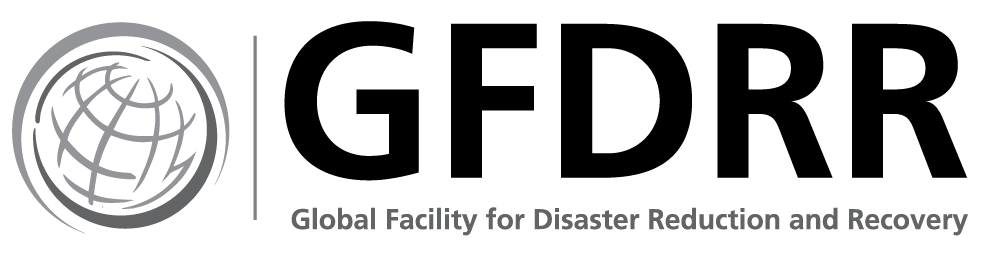 GFDRR
Global Facility for Disaster Reduction and Recovery